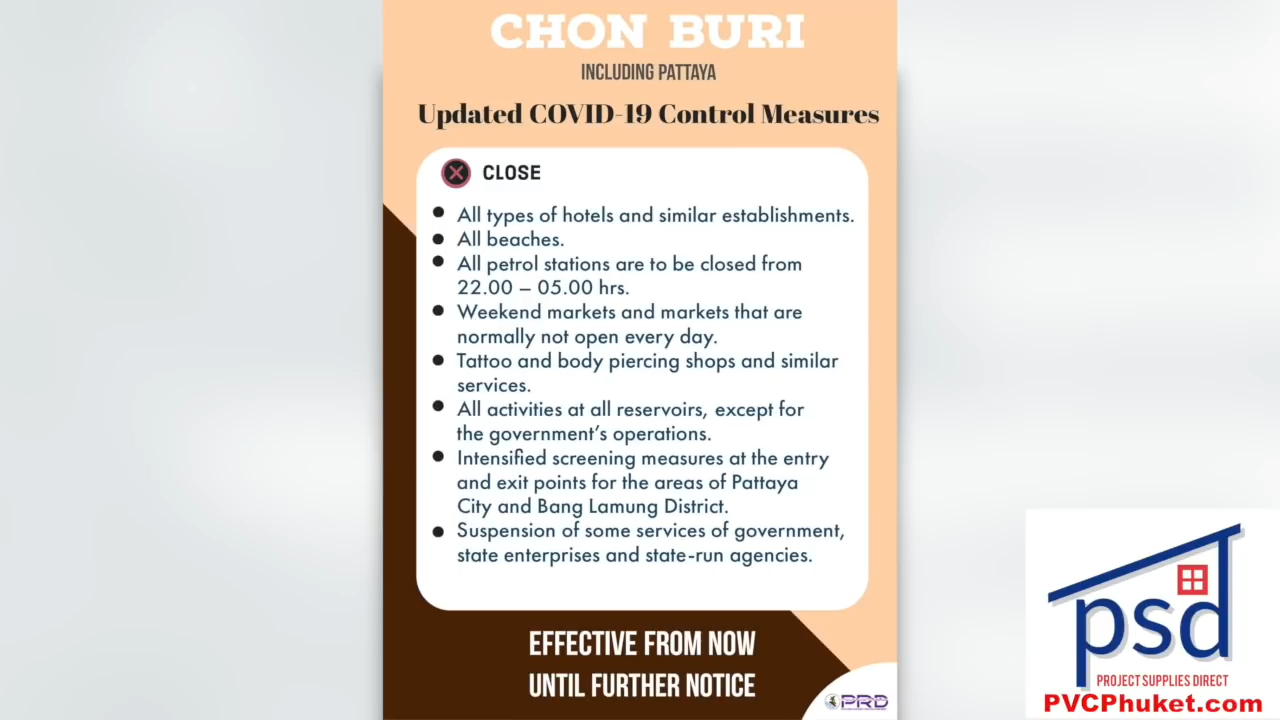 CHON BURI
INCLUDING PATTAYA
Updated COVID-19 Control Measures
CLOSE
All types of hotels and similar establishments.
All beaches.
All petrol stations are to be closed from
22.00 – 05.00 hrs.
Weekend markets and markets that are
normally not open every day.
Tattoo and body piercing shops and similar
services.
All activities at all reservoirs, except for
the government’s operations.
Intensified screening measures at the entry
and exit points for the areas of Pattaya
City and Bang Lamung District.
Suspension of some services of government,
state enterprises and state-run agencies.
EFFECTIVE FROM NOW
UNTIL FURTHER NOTICE
PRD
psd
PROJECT SUPPLIES DIRECT
PVCPhuket.com